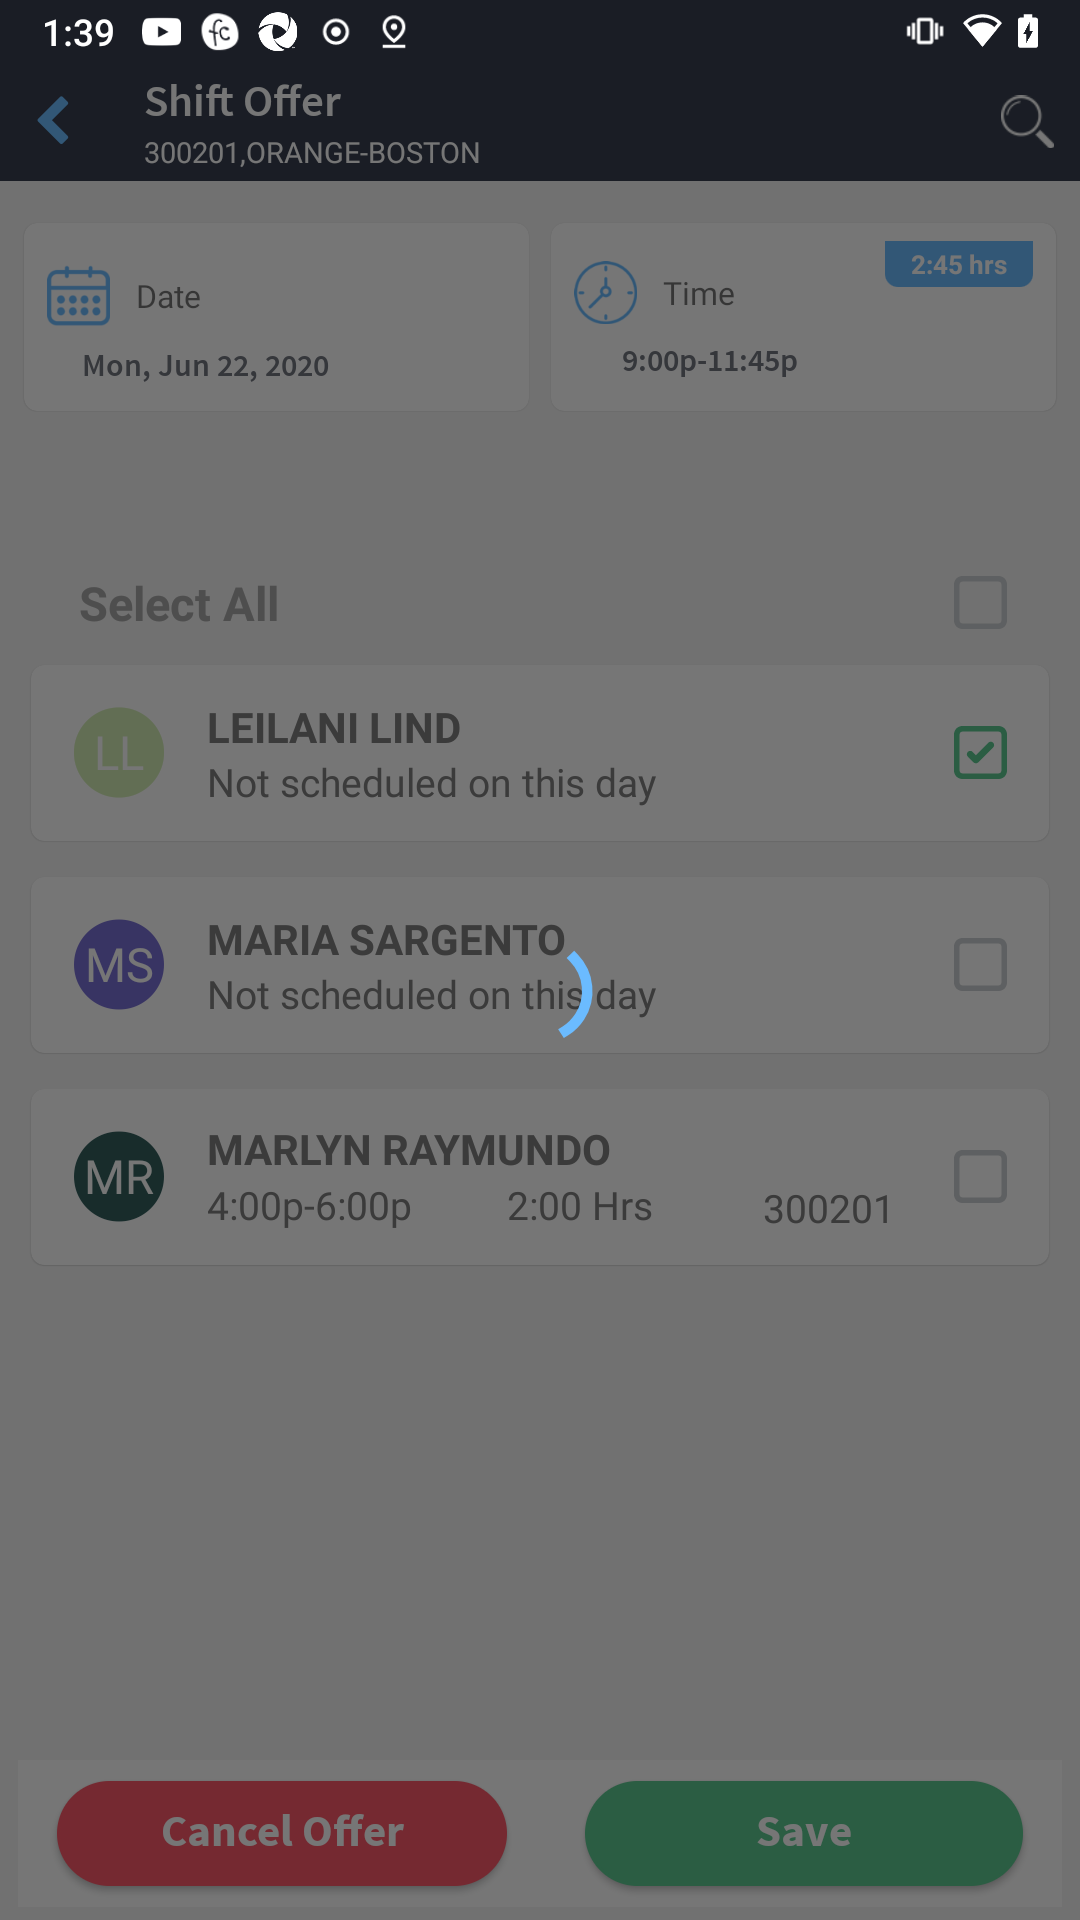 1:39
Shift Offer
300201,ORANGE-BOSTON
Date
Mon, Jun 22, 2020
Time
2:45 hrs
9:00p-11:45p
Select All
LL
LEILANI LIND
Not scheduled on this day
MS
MARIA SARGENTO
Not scheduled on this day
MR
MARLYN RAYMUNDO
4:00p-6:00p 2:00 Hrs 300201
Cancel Offer
Save